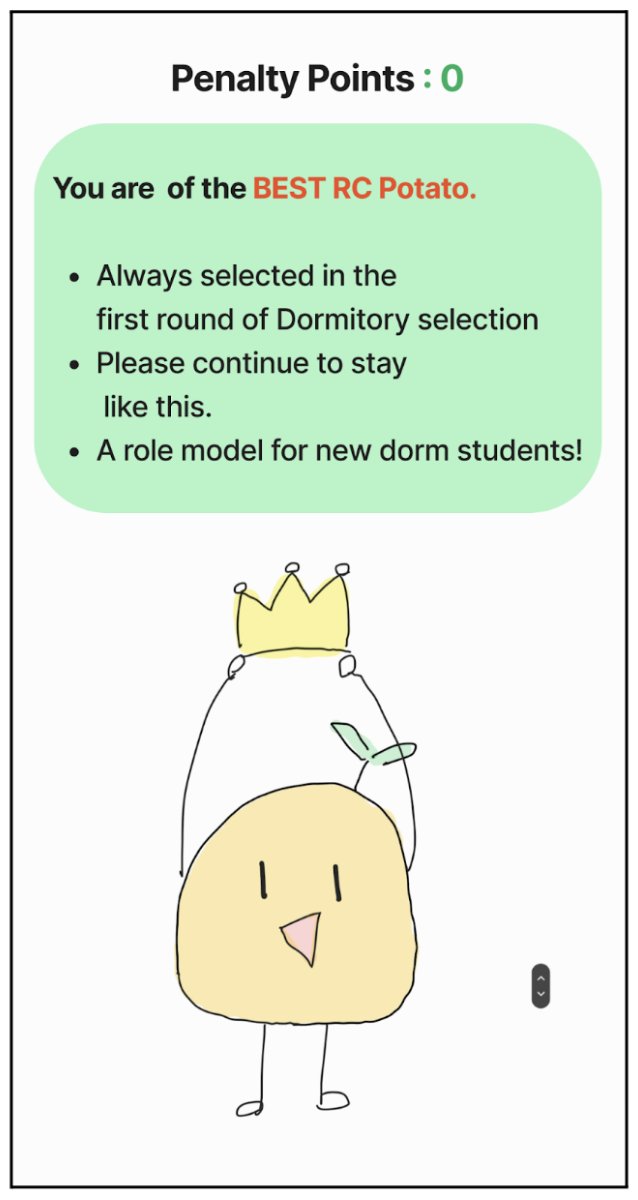 Penalty Points : 0
You are  of the BEST RC Potato.
• Always selected in the
first round of Dormitory selection
• Please continue to stay
like this.
• A role model for new dorm students!